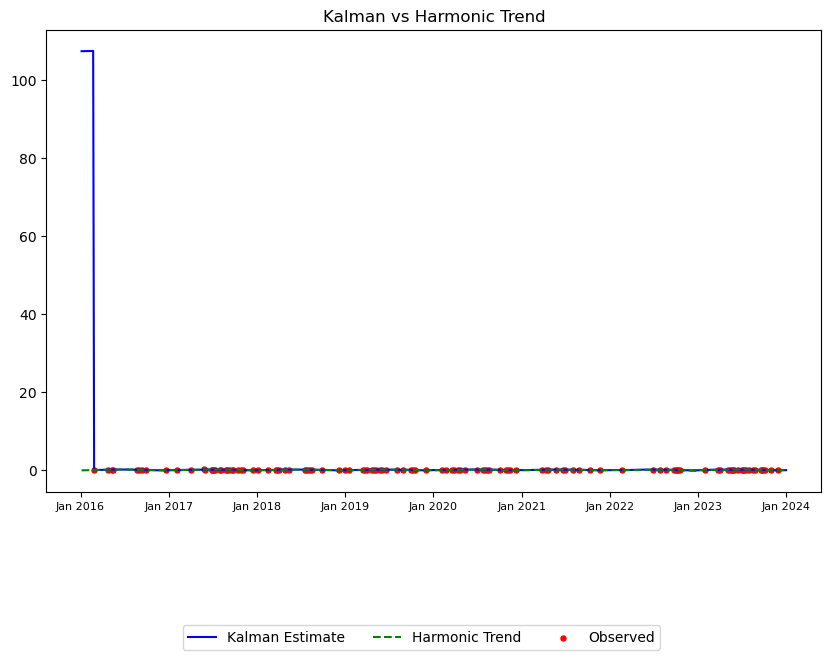 Kalman vs Harmonic Trend
100
80
60
40
20
0
Jan 2016 Jan 2017 Jan 2018 Jan 2019 Jan 2020 Jan 2021 Jan 2022 Jan 2023 Jan 2024
Kalman Estimate Harmonic Trend Observed